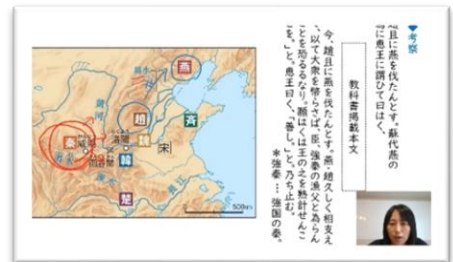 ▼考察
趙且に燕を伐たんとす。蘇代燕の
為に恵王に謂ひて曰はく、
教科書掲載本文
今、趙且に燕を伐たんとす。燕・趙久しく相支え
、以て大衆を弊らさば、臣、強秦の漁父と為らん
ことを恐るるなり。願はくは王の之を熟計せんこ
とを。」と。恵王曰く、「善し。」と。乃ち止む。
*強秦…強国の秦。
燕
趙
斉
秦
洛陽
韓
宋
楚
長江
500km